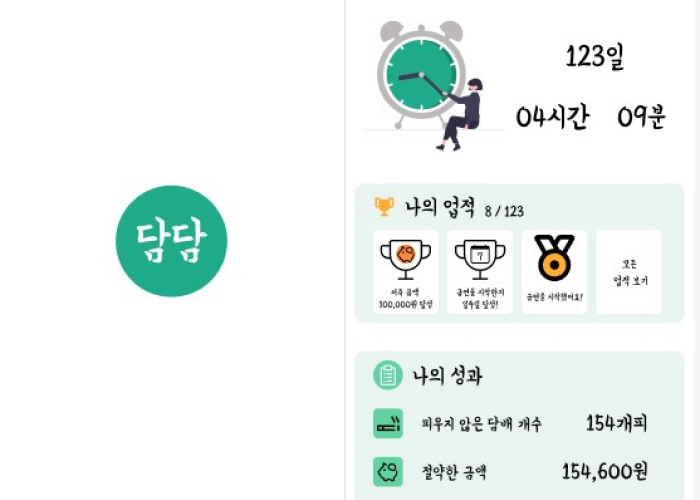 담담
123일
04시간 09분
나의 업적 8 / 123
7
저축 금액
300,000원 달성
금연을 시작한지
일주일 달성!
금연을 시작했어요!
모든
업적 보기
나의 성과
피우지 않은 담배 개수 154개피
절약한 금액 154,600원